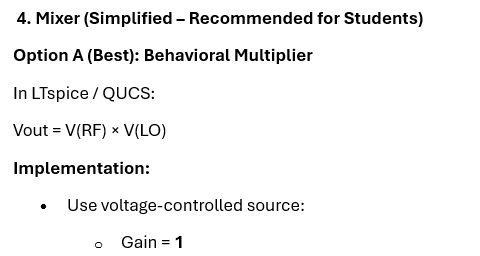 4. Mixer (Simplified – Recommended for Students)
Option A (Best): Behavioral Multiplier
In LTspice / QUCS:
Vout = V(RF) × V(LO)
Implementation:
• Use voltage-controlled source:
o Gain = 1